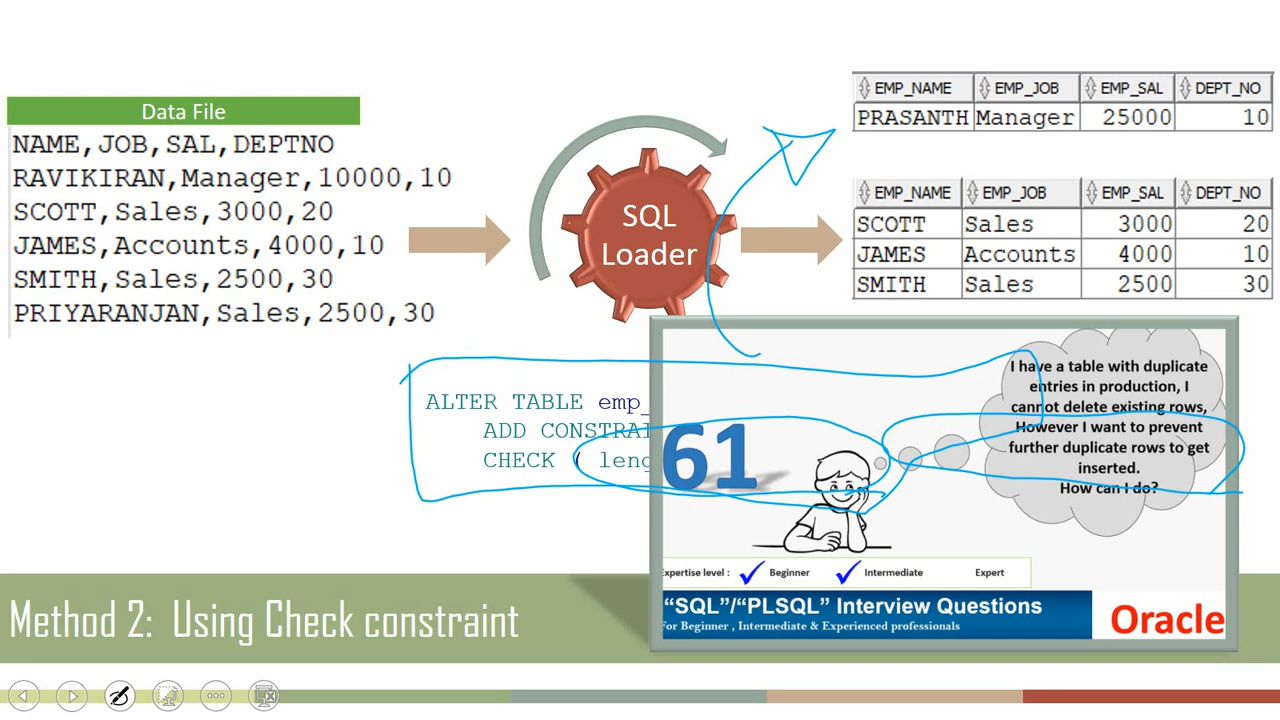 Data File
NAME,JOB,SAL,DEPTNO
RAVIKIRAN,Manager,10000,10
SCOTT,Sales,3000,20
JAMES,Accounts,4000,10
SMITH,Sales,2500,30
PRIYARANJAN,Sales,2500,30
SQL
Loader
EMP_NAME EMP_JOB EMP_SAL DEPT_NO
PRASANTH Manager 25000 10
EMP_NAME EMP_JOB EMP_SAL DEPT_NO
SCOTT Sales 3000 20
JAMES Accounts 4000 10
SMITH Sales 2500 30
ALTER TABLE emp_
ADD CONSTRAI
CHECK ( leng
61
I have a table with duplicate
entries in production, I
cannot delete existing rows,
However I want to prevent
further duplicate rows to get
inserted.
How can I do?
Expertise level : Beginner Intermediate Expert
"SQL"/"PLSQL" Interview Questions
For Beginner , Intermediate & Experienced professionals
Oracle
Method 2: Using Check constraint